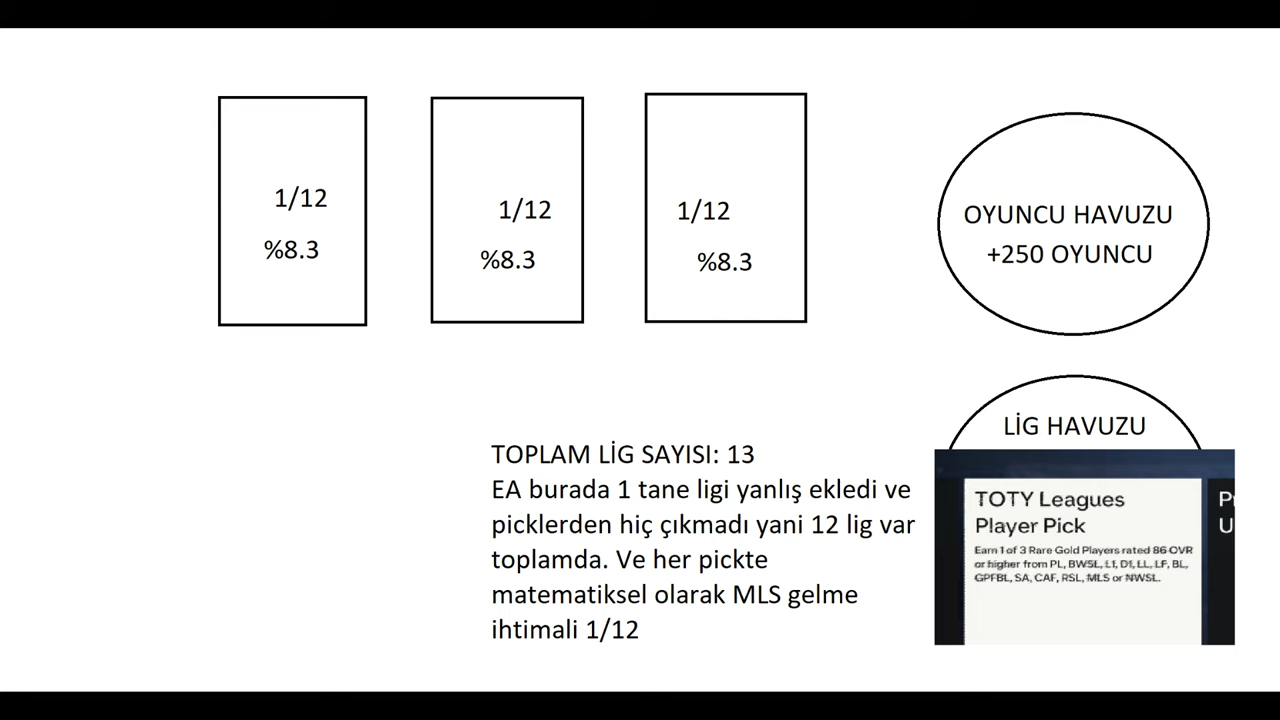 1/12
%8.3
1/12
%8.3
1/12
%8.3
OYUNCU HAVUZU
+250 OYUNCU
LİG HAVUZU
TOPLAM LİG SAYISI: 13
EA burada 1 tane ligi yanlış ekledi ve
picklerden hiç çıkmadı yani 12 lig var
toplamda. Ve her pickte
matematiksel olarak MLS gelme
ihtimali 1/12
TOTY Leagues
Player Pick
Earn 1 of 3 Rare Gold Players rated 86 OVR
or higher from PL, BWSL, L1, D1, LL, LF, BL,
GPFBL, SA, CAF, RSL, MLS or NWSL.
P
U